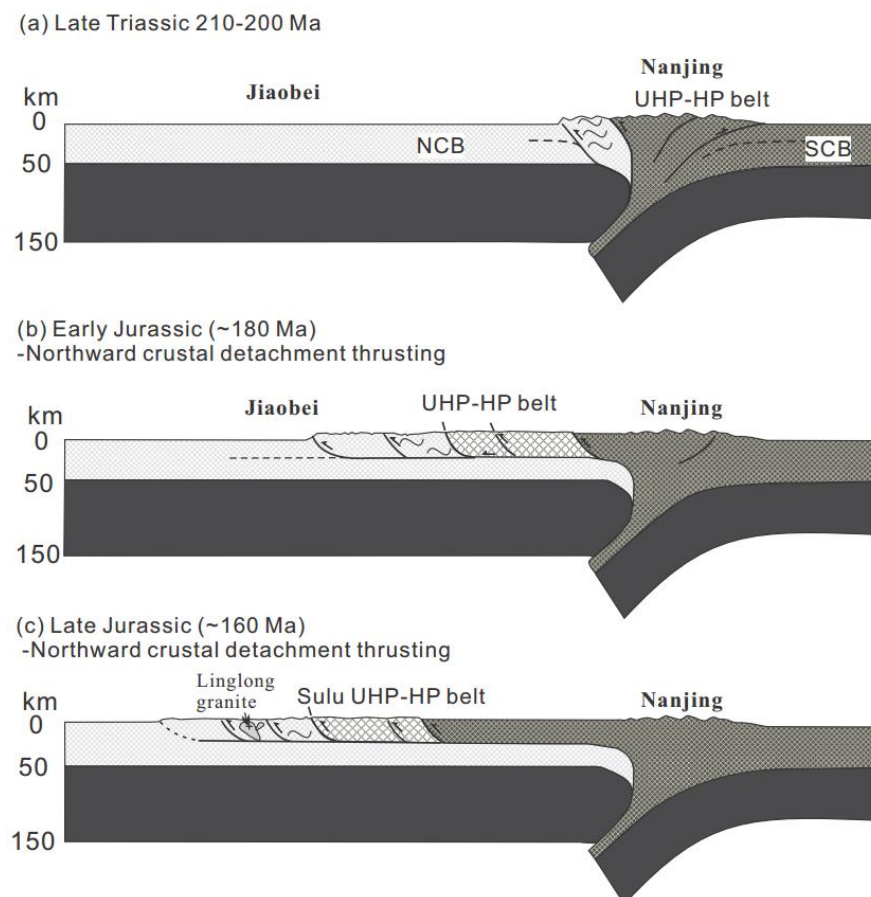 (a) Late Triassic 210-200 Ma
Jiaobei
Nanjing
UHP-HP belt
km
0
NCB
SCB
50
150
(b) Early Jurassic (~180 Ma)
-Northward crustal detachment thrusting
Jiaobei
UHP-HP belt
Nanjing
km
0
50
150
(c) Late Jurassic (~160 Ma)
-Northward crustal detachment thrusting
Linglong
granite
Sulu UHP-HP belt
Nanjing
km
0
50
150